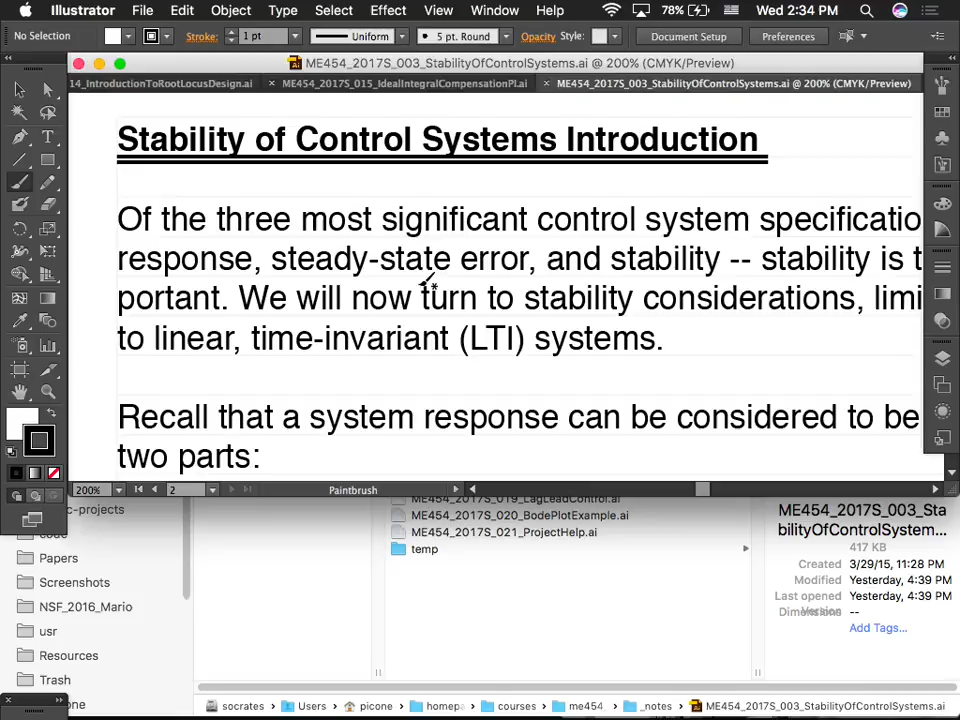 Illustrator File Edit Object Type Select Effect View Window Help 78% Wed 2:34 PM
No Selection Stroke: 1 pt Uniform 5 pt. Round Opacity Style: Document Setup Preferences
ME454_2017S_003_StabilityOfControlSystems.ai @ 200% (CMYK/Preview)
14_IntroductionToRootLocusDesign.ai × ME454_2017S_015_IdealIntegralCompensationPI.ai × ME454_2017S_003_StabilityOfControlSystems.ai @ 200% (CMYK/Preview)
Stability of Control Systems Introduction
Of the three most significant control system specificatio
response, steady-state error, and stability -- stability is t
portant. We will now turn to stability considerations, limi
to linear, time-invariant (LTI) systems.
Recall that a system response can be considered to be
two parts:
200% 2 Paintbrush
c-projects
code
Papers
Screenshots
NSF_2016_Mario
usr
Resources
Trash
ME454_2017S_019_LagLeadControl.ai
ME454_2017S_020_BodePlotExample.ai
ME454_2017S_021_ProjectHelp.ai
temp
ME454_2017S_003_Sta
bilityOfControlSystem...
417 KB
Created 3/29/15, 11:28 PM
Modified Yesterday, 4:39 PM
Last opened Yesterday, 4:39 PM
Dimensions --
Version
Add Tags...
socrates › Users › picone › homepa › courses › me454_ › _notes › ME454_2017S_003_StabilityOfControlSystems.ai